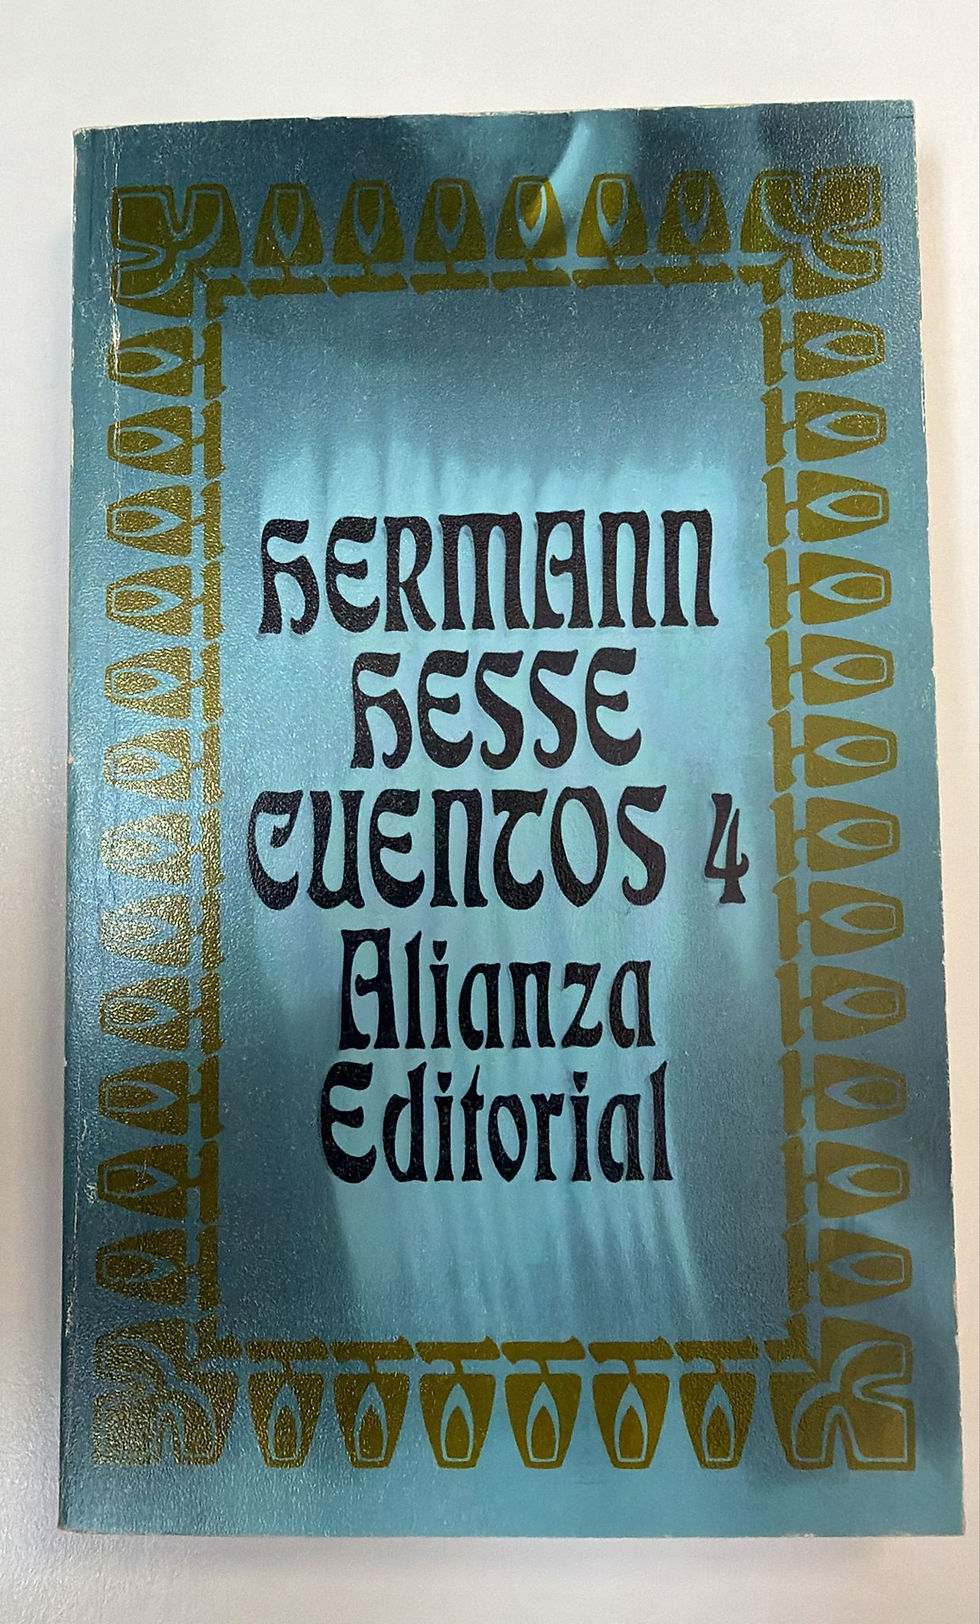 HERMANN
HESSE
CUENTOS 4
Alianza
Editorial